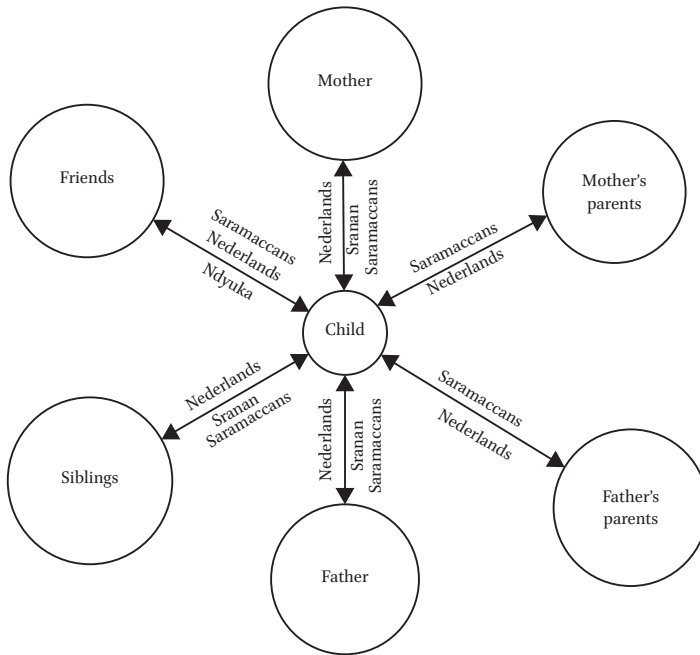 Mother
Friends
Mother's
parents
Nederlands
Sranan
Saramaccans
Saramaccans
Nederlands
Ndyuka
Saramaccans
Nederlands
Child
Nederlands
Sranan
Saramaccans
Nederlands
Sranan
Saramaccans
Saramaccans
Nederlands
Siblings
Father's
parents
Father